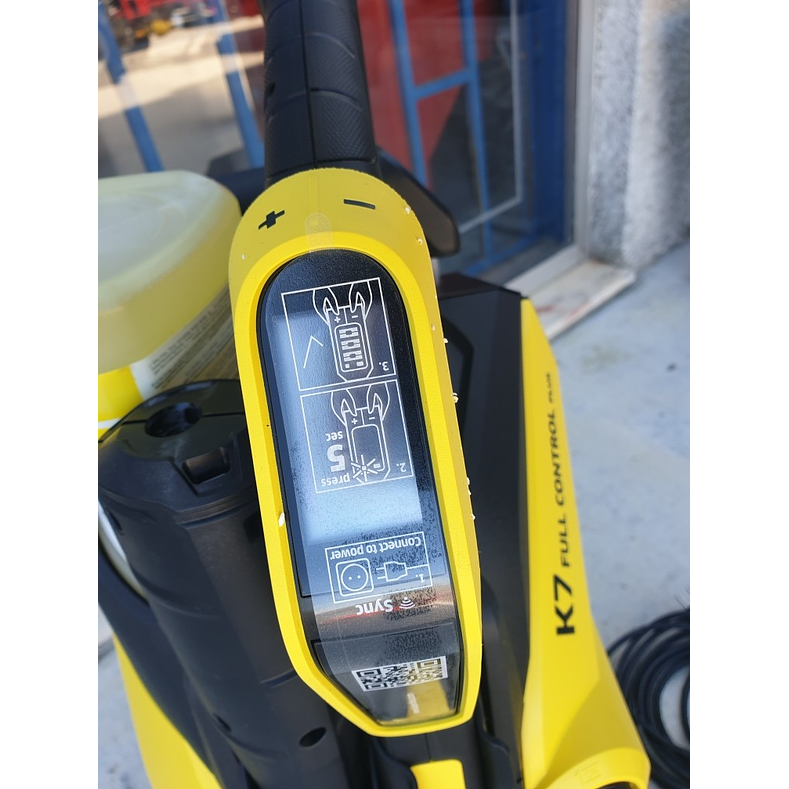 Sync
1.
Connect to power
2.
press
5
sec
3.
K7 FULL CONTROL PLUS